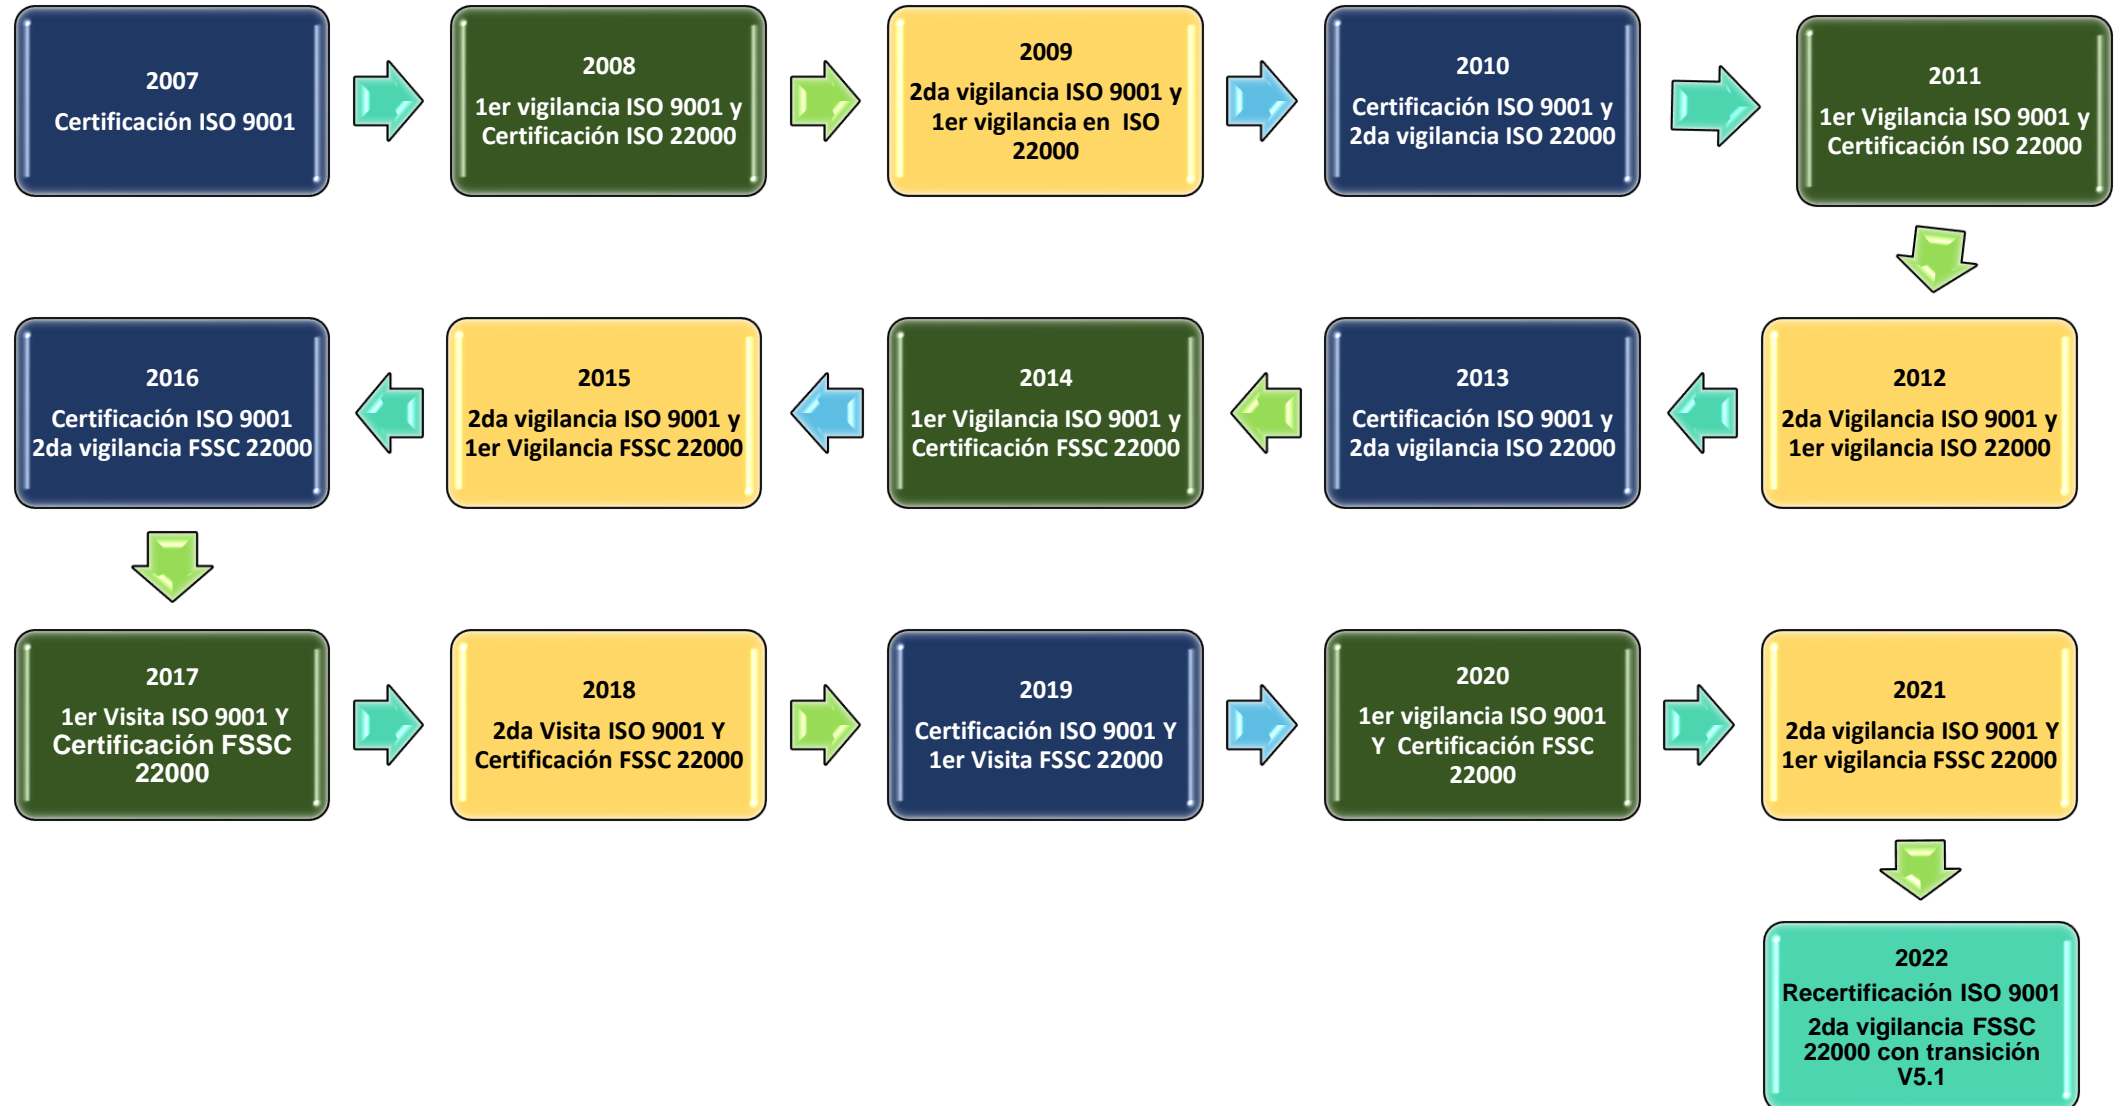 2007
Certificación ISO 9001
2008
1er vigilancia ISO 9001 y
Certificación ISO 22000
2009
2da vigilancia ISO 9001 y
1er vigilancia en ISO
22000
2010
Certificación ISO 9001 y
2da vigilancia ISO 22000
2011
1er Vigilancia ISO 9001 y
Certificación ISO 22000
2012
2da Vigilancia ISO 9001 y
1er vigilancia ISO 22000
2013
Certificación ISO 9001 y
2da vigilancia ISO 22000
2014
1er Vigilancia ISO 9001 y
Certificación FSSC 22000
2015
2da vigilancia ISO 9001 y
1er Vigilancia FSSC 22000
2016
Certificación ISO 9001
2da vigilancia FSSC 22000
2017
1er Visita ISO 9001 Y
Certificación FSSC
22000
2018
2da Visita ISO 9001 Y
Certificación FSSC 22000
2019
Certificación ISO 9001 Y
1er Visita FSSC 22000
2020
1er vigilancia ISO 9001
Y Certificación FSSC
22000
2021
2da vigilancia ISO 9001 Y
1er vigilancia FSSC 22000
2022
Recertificación ISO 9001
2da vigilancia FSSC
22000 con transición
V5.1